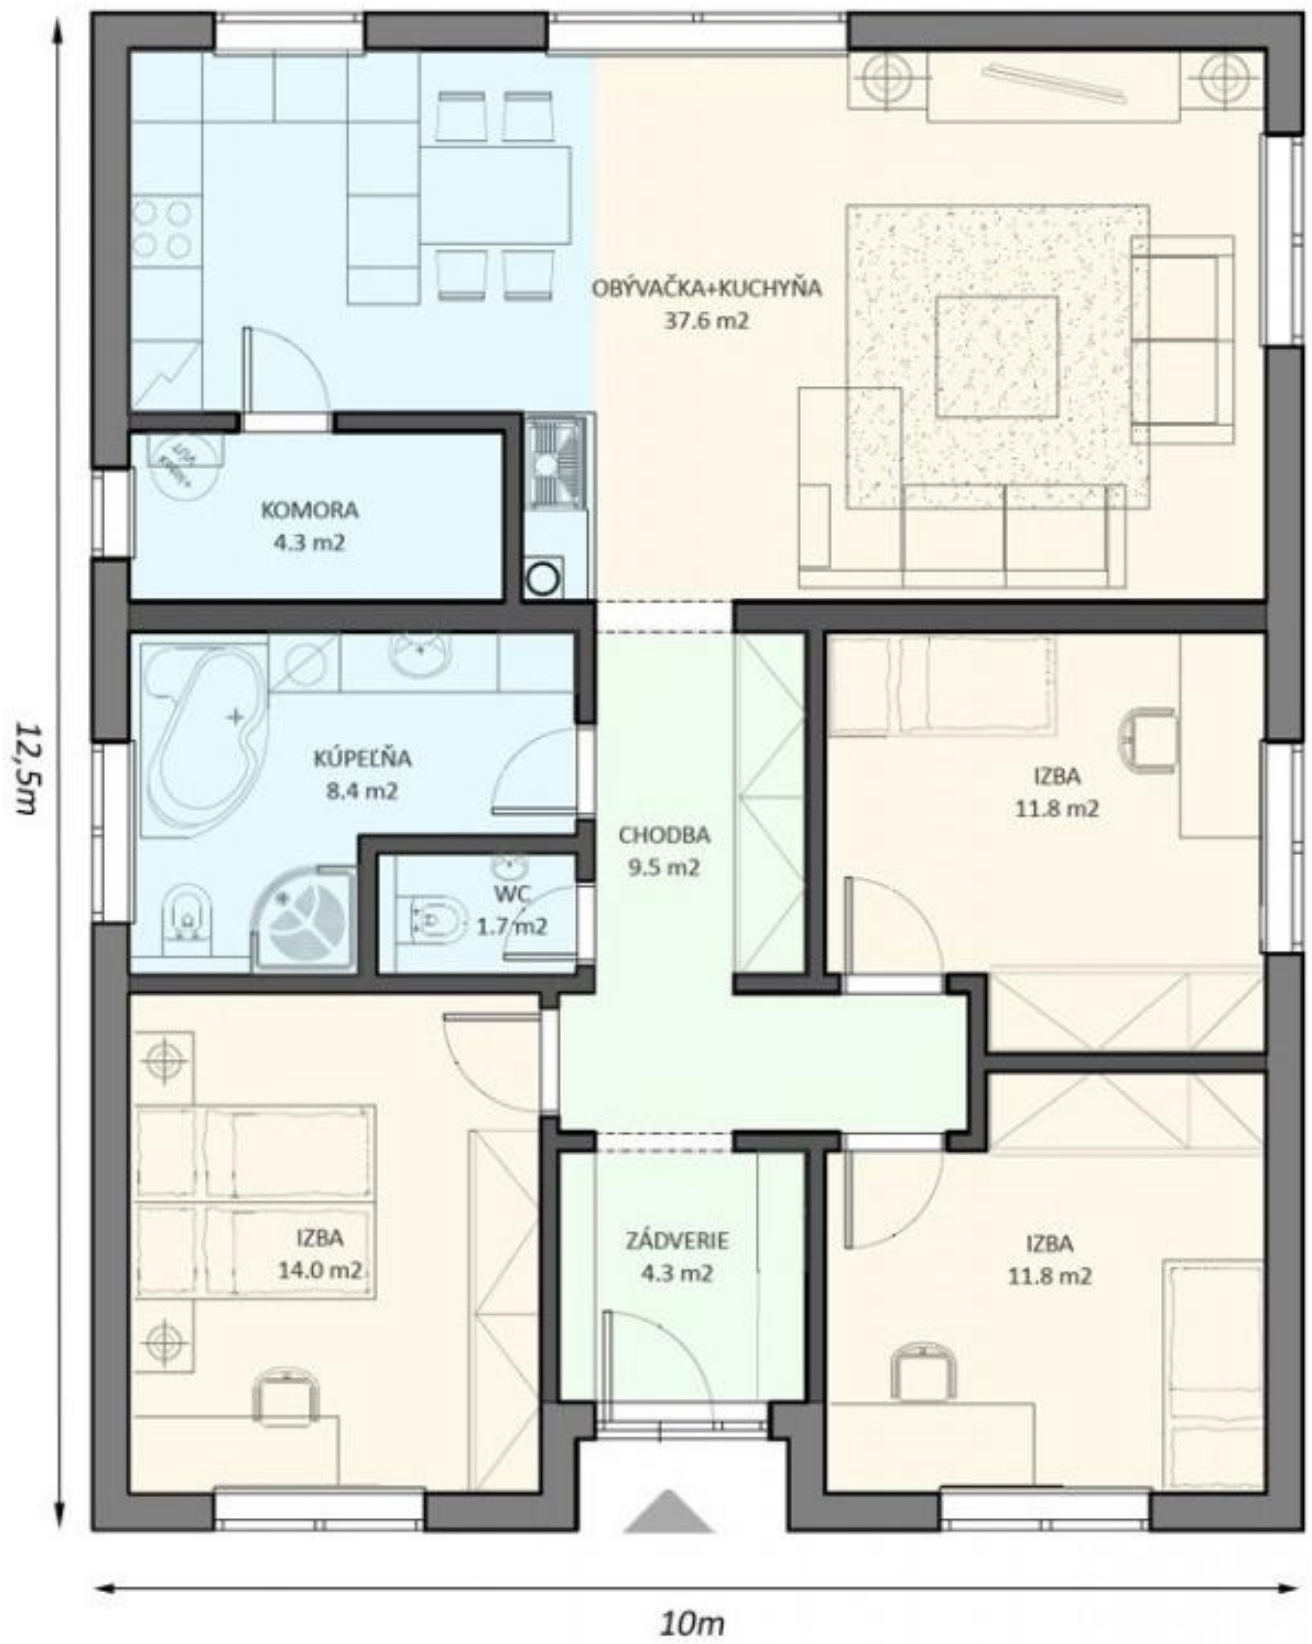 OBÝVAČKA+KUCHYŇA
37.6 m2
KOMORA
4.3 m2
12,5m
KÚPEĽŇA
8.4 m2
IZBA
11.8 m2
CHODBA
9.5 m2
WC
1.7 m2
IZBA
14.0 m2
ZÁDVERIE
4.3 m2
IZBA
11.8 m2
10m